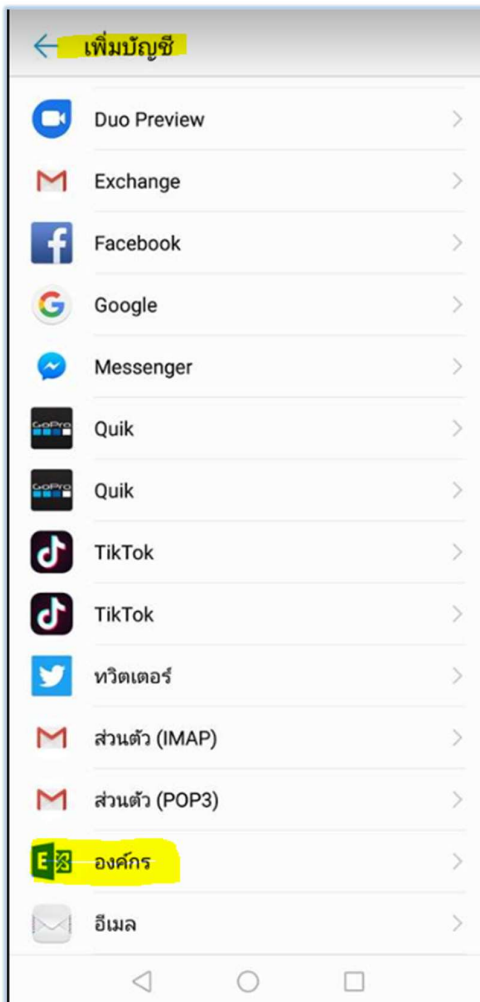 เพิ่มบัญชี
Duo Preview
Exchange
Facebook
Google
Messenger
GoPro
Quik
GoPro
Quik
TikTok
TikTok
ทวิตเตอร์
ส่วนตัว (IMAP)
ส่วนตัว (POP3)
องค์กร
อีเมล